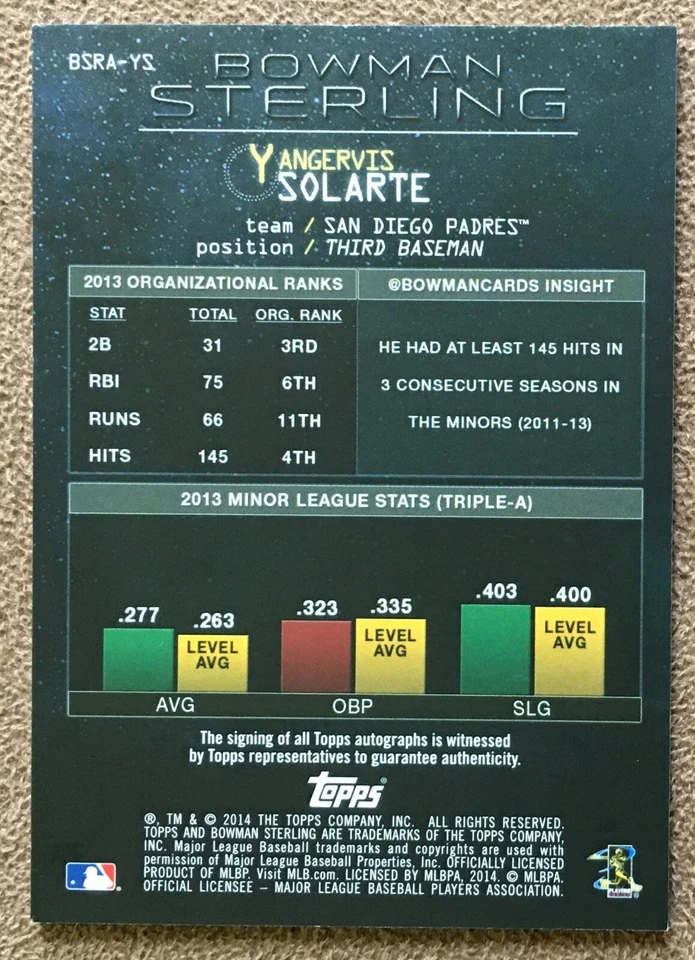 BSRA-YS
BOWMAN
STERLING
YANGERVIS
SOLARTE
team / SAN DIEGO PADRES™
position / THIRD BASEMAN
2013 ORGANIZATIONAL RANKS
STAT TOTAL ORG. RANK
2B 31 3RD
RBI 75 6TH
RUNS 66 11TH
HITS 145 4TH
@BOWMANCARDS INSIGHT
HE HAD AT LEAST 145 HITS IN
3 CONSECUTIVE SEASONS IN
THE MINORS (2011-13)
2013 MINOR LEAGUE STATS (TRIPLE-A)
.277 .263 .323 .335 .403 .400
LEVEL AVG
LEVEL AVG
LEVEL AVG
AVG OBP SLG
The signing of all Topps autographs is witnessed
by Topps representatives to guarantee authenticity.
Topps®
®, TM & © 2014 THE TOPPS COMPANY, INC. ALL RIGHTS RESERVED.
TOPPS AND BOWMAN STERLING ARE TRADEMARKS OF THE TOPPS COMPANY,
INC. Major League Baseball trademarks and copyrights are used with
permission of Major League Baseball Properties, Inc. OFFICIALLY LICENSED
PRODUCT OF MLBP. Visit MLB.com. LICENSED BY MLBPA, 2014. © MLBPA.
OFFICIAL LICENSEE – MAJOR LEAGUE BASEBALL PLAYERS ASSOCIATION.
PLAYERS